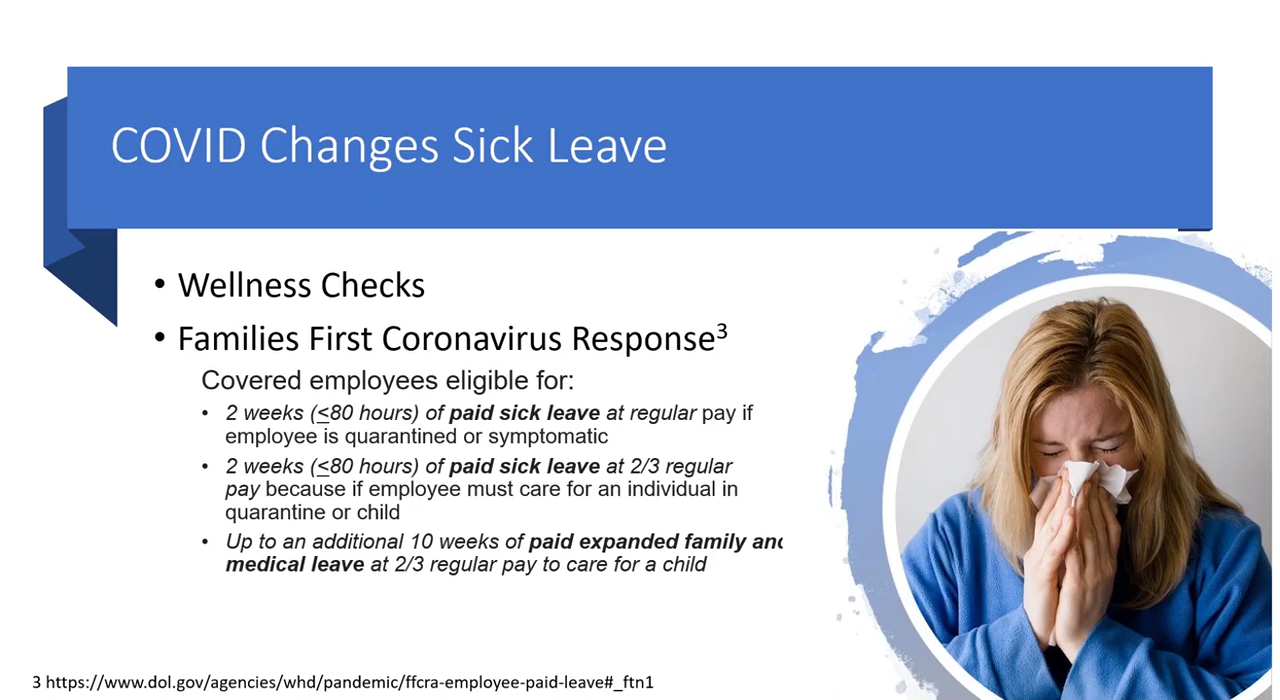 COVID Changes Sick Leave
• Wellness Checks
• Families First Coronavirus Response³
Covered employees eligible for:
• 2 weeks (≤80 hours) of paid sick leave at regular pay if
employee is quarantined or symptomatic
• 2 weeks (≤80 hours) of paid sick leave at 2/3 regular
pay because if employee must care for an individual in
quarantine or child
• Up to an additional 10 weeks of paid expanded family and
medical leave at 2/3 regular pay to care for a child
3 https://www.dol.gov/agencies/whd/pandemic/ffcra-employee-paid-leave#_ftn1